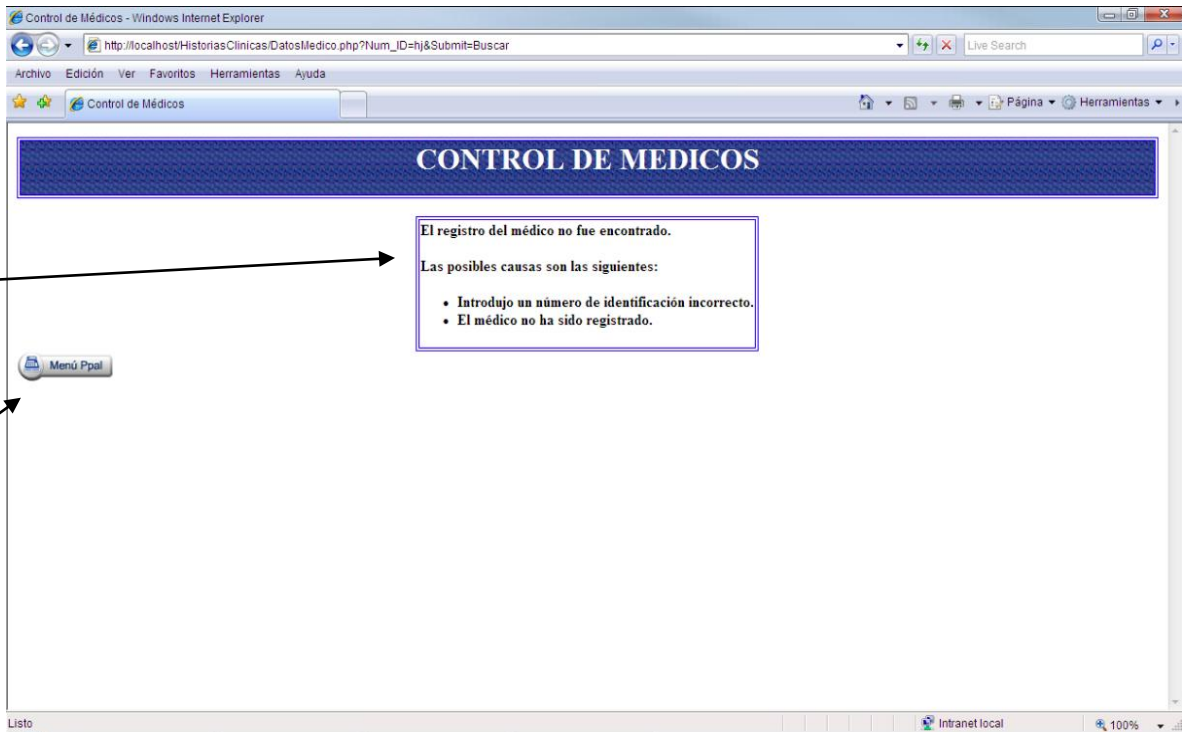 Control de Médicos - Windows Internet Explorer
http://localhost/HistoriasClinicas/DatosMedico.php?Num_ID=hj&Submit=Buscar
Live Search
Archivo Edición Ver Favoritos Herramientas Ayuda
Control de Médicos
Página
Herramientas
CONTROL DE MEDICOS
El registro del médico no fue encontrado.
Las posibles causas son las siguientes:
• Introdujo un número de identificación incorrecto.
• El médico no ha sido registrado.
Menú Ppal
Listo
Intranet local
100%